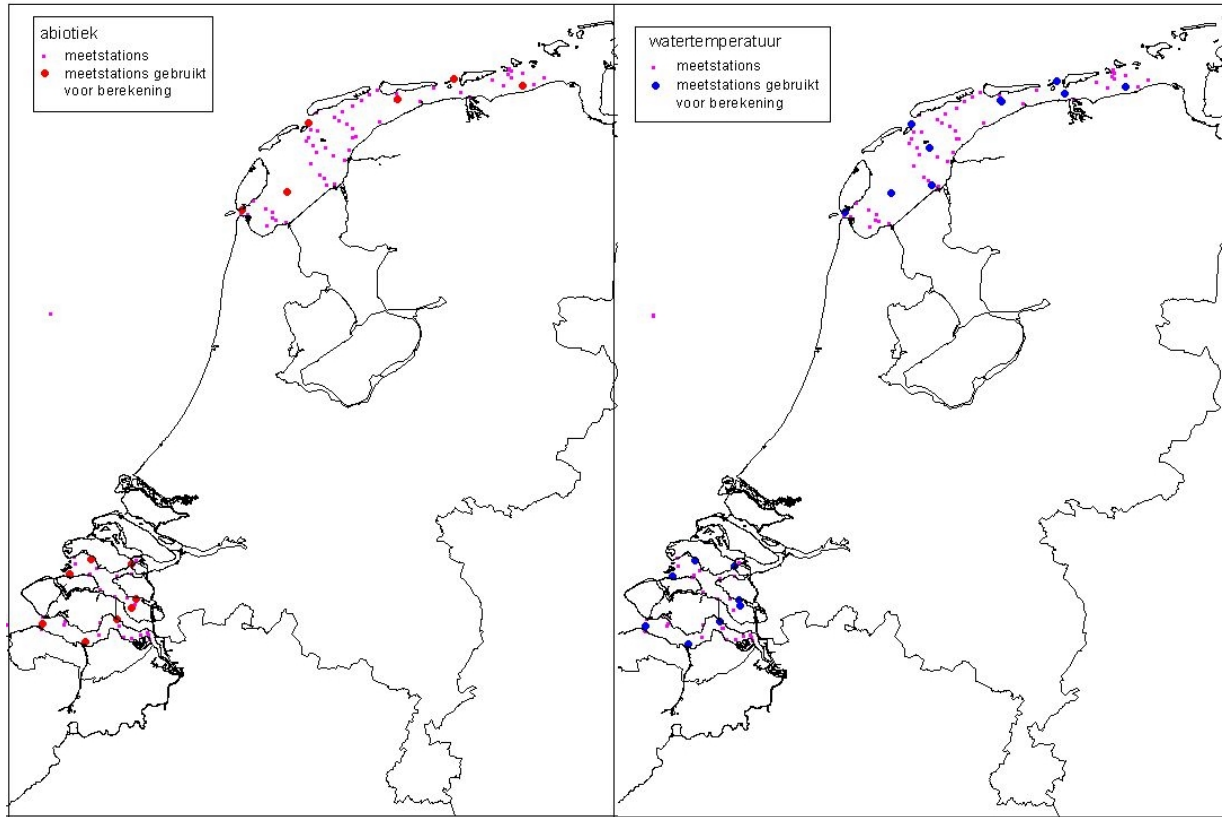 abiotiek
meetstations
meetstations gebruikt
voor berekening
watertemperatuur
meetstations
meetstations gebruikt
voor berekening